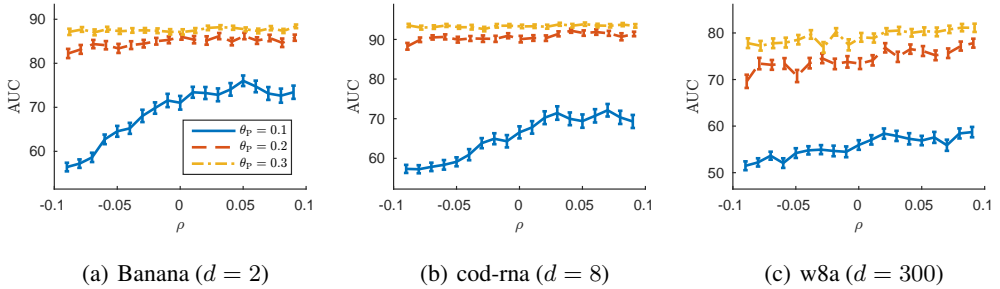 AUC
90
80
70
60
-0.1
-0.05
0
0.05
0.1
ρ
θP = 0.1
θP = 0.2
θP = 0.3
(a) Banana (d = 2)
AUC
90
80
70
60
-0.1
-0.05
0
0.05
0.1
ρ
(b) cod-rna (d = 8)
AUC
80
70
60
50
-0.1
-0.05
0
0.05
0.1
ρ
(c) w8a (d = 300)